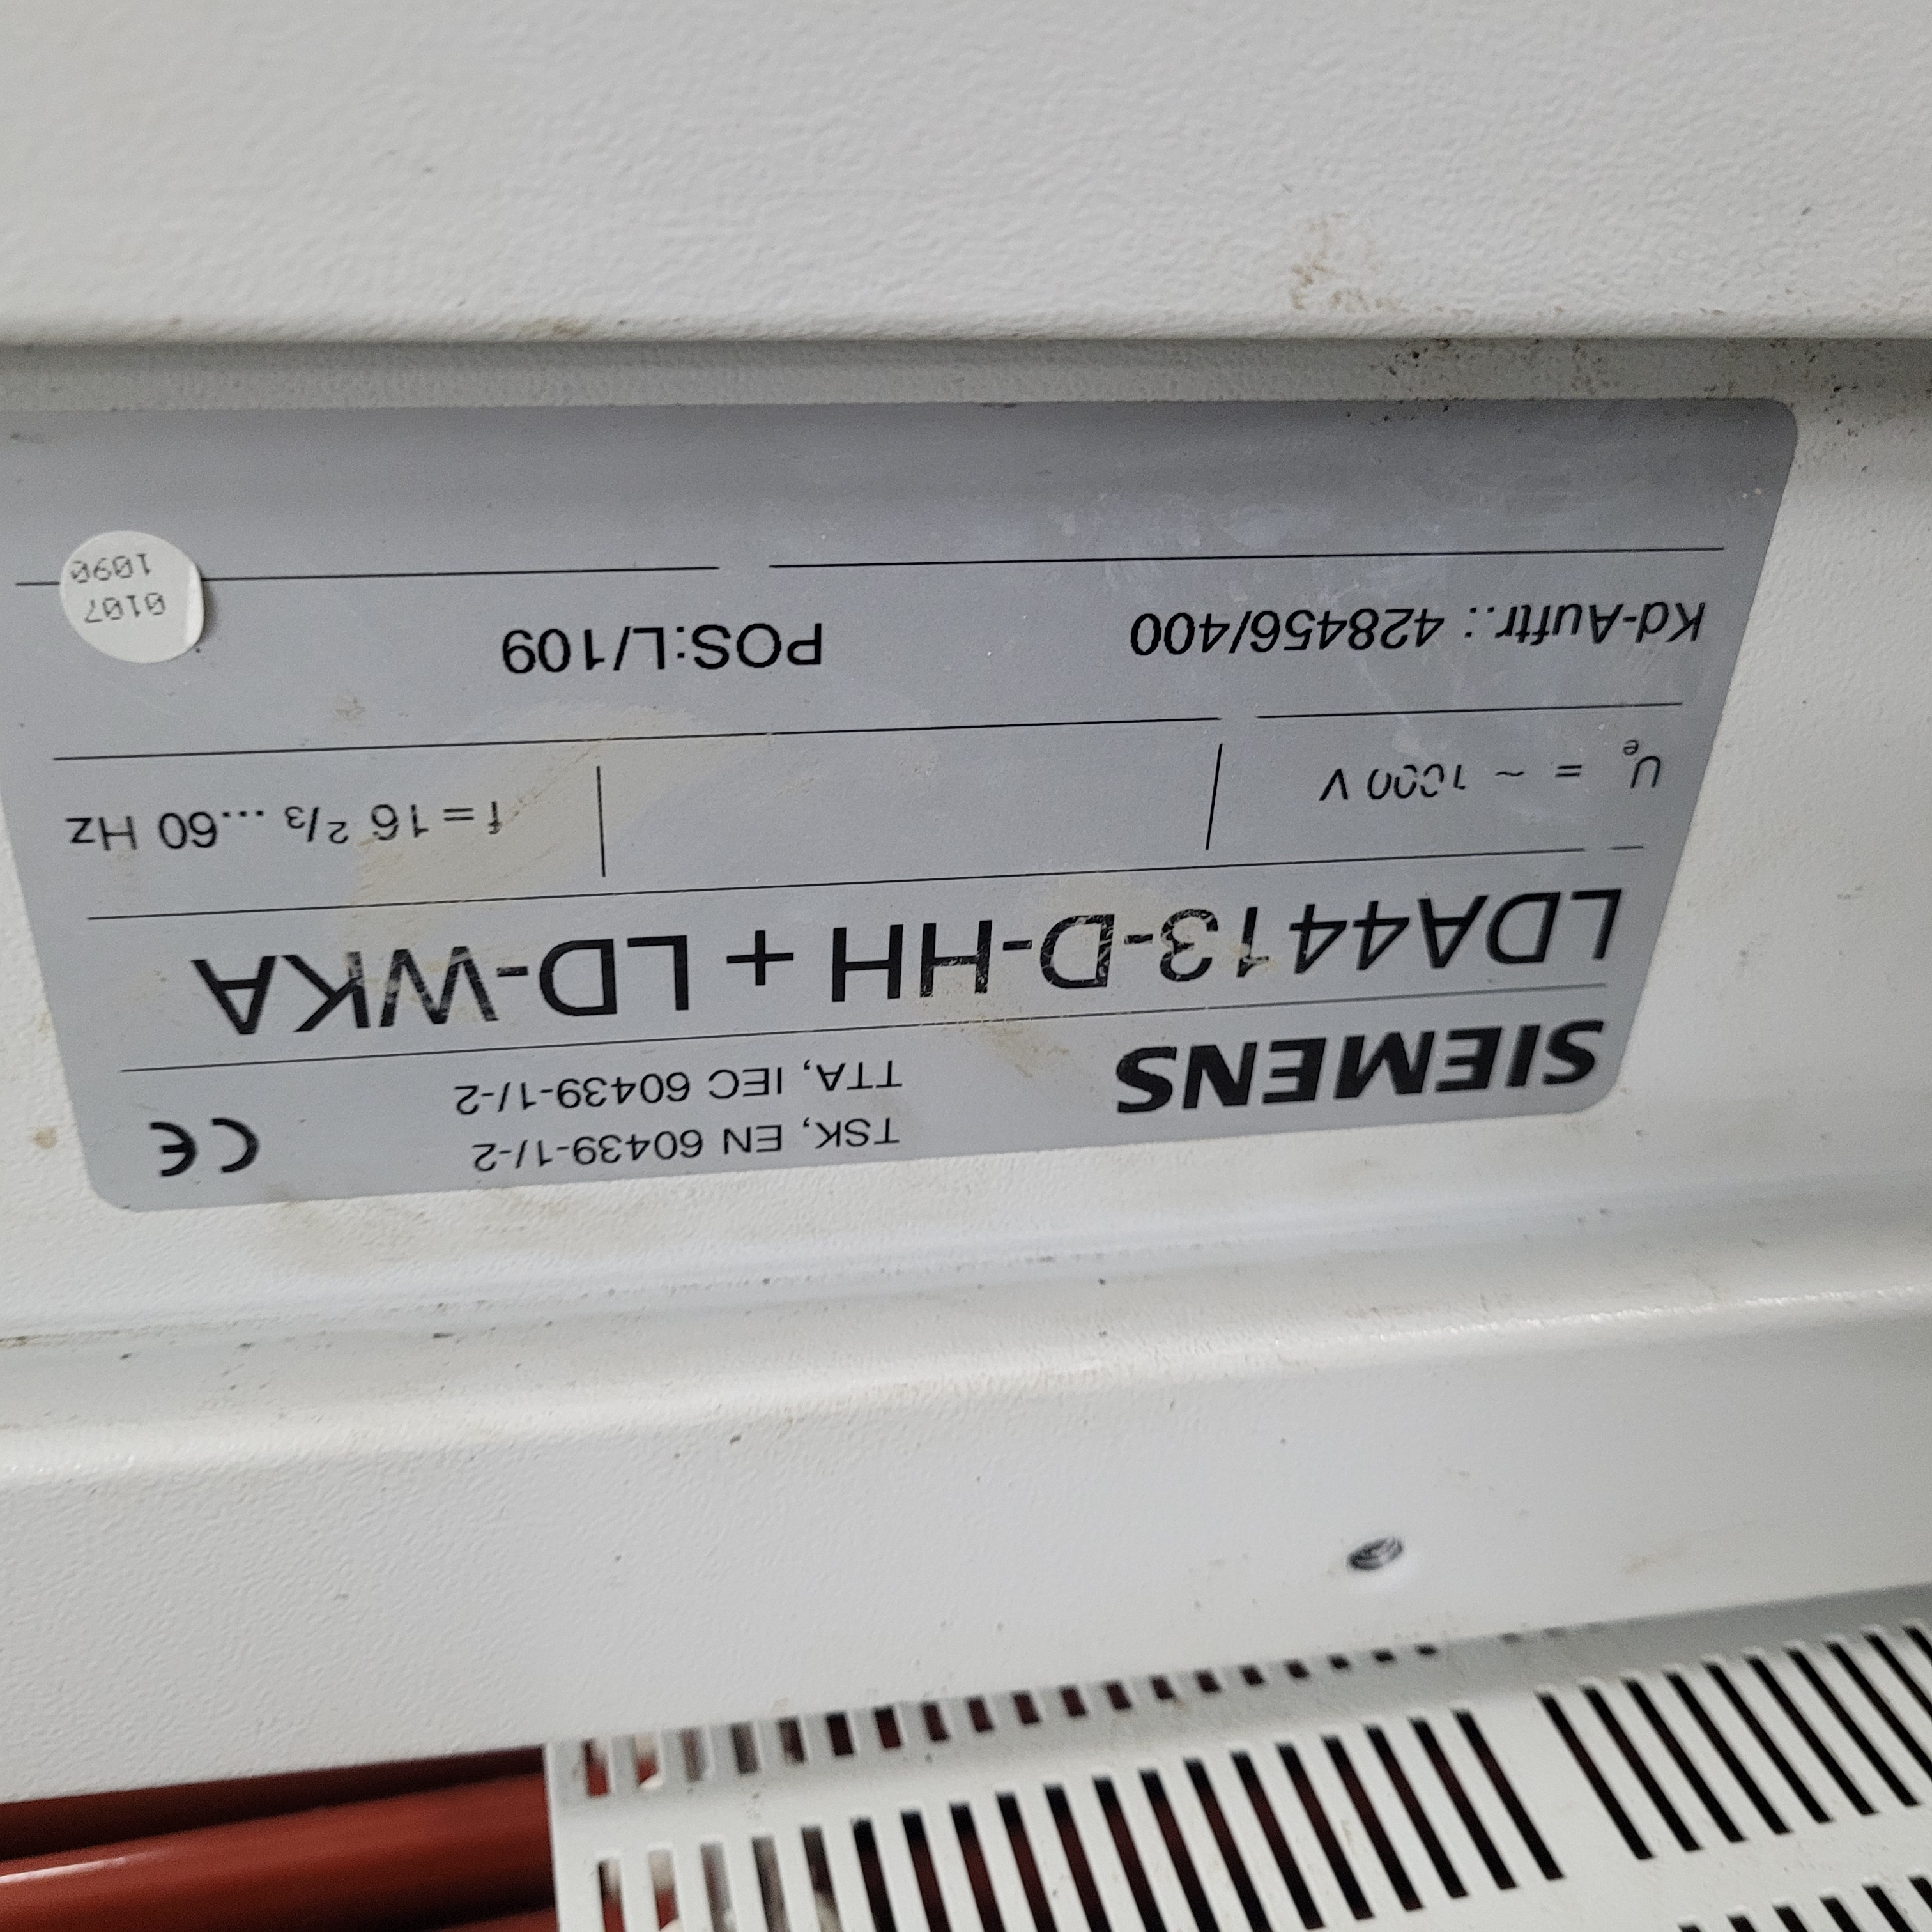 SIEMENS
TSK, EN 60439-1/-2
TTA, IEC 60439-1/-2
CE
LDA4413-D-HH + LD-WKA
Ue = ~ 1000 V
f = 16 2/3 ...60 Hz
Kd-Auftr.: 428456/400
POS:L/109
0107
1090